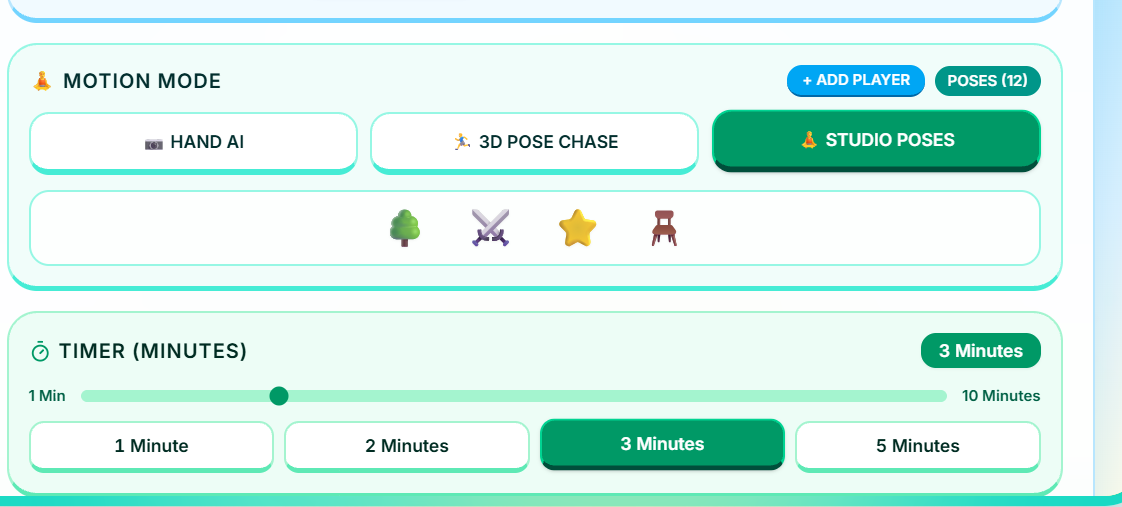 MOTION MODE
+ ADD PLAYER
POSES (12)
HAND AI
3D POSE CHASE
STUDIO POSES
TIMER (MINUTES)
3 Minutes
1 Min
10 Minutes
1 Minute
2 Minutes
3 Minutes
5 Minutes